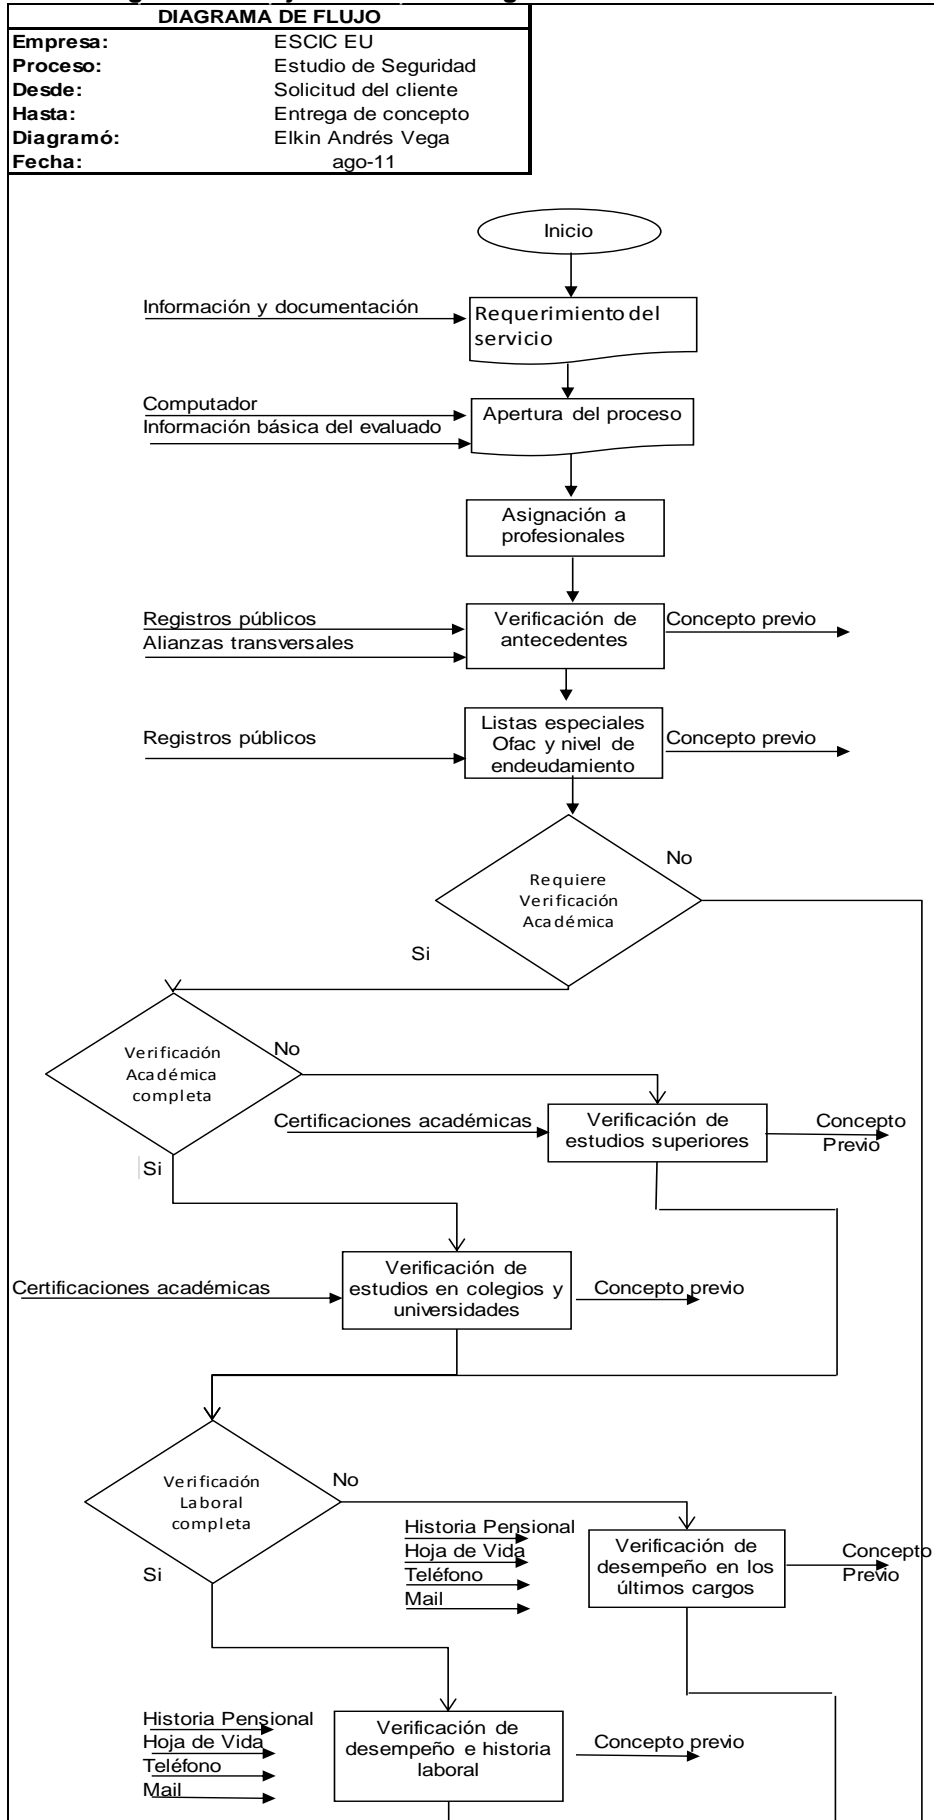 DIAGRAMA DE FLUJO
Empresa: ESCIC EU
Proceso: Estudio de Seguridad
Desde: Solicitud del cliente
Hasta: Entrega de concepto
Diagramó: Elkin Andrés Vega
Fecha: ago-11
Inicio
Información y documentación
Requerimiento del
servicio
Computador
Información básica del evaluado
Apertura del proceso
Asignación a
profesionales
Registros públicos
Alianzas transversales
Verificación de
antecedentes
Concepto previo
Registros públicos
Listas especiales
Ofac y nivel de
endeudamiento
Concepto previo
No
Requiere
Verificación
Académica
Si
Verificación
Académica
completa
No
Certificaciones académicas
Verificación de
estudios superiores
Concepto
Previo
Si
Certificaciones académicas
Verificación de
estudios en colegios y
universidades
Concepto previo
Verificación
Laboral
completa
No
Historia Pensional
Hoja de Vida
Teléfono
Mail
Verificación de
desempeño en los
últimos cargos
Concepto
Previo
Si
Historia Pensional
Hoja de Vida
Teléfono
Mail
Verificación de
desempeño e historia
laboral
Concepto previo